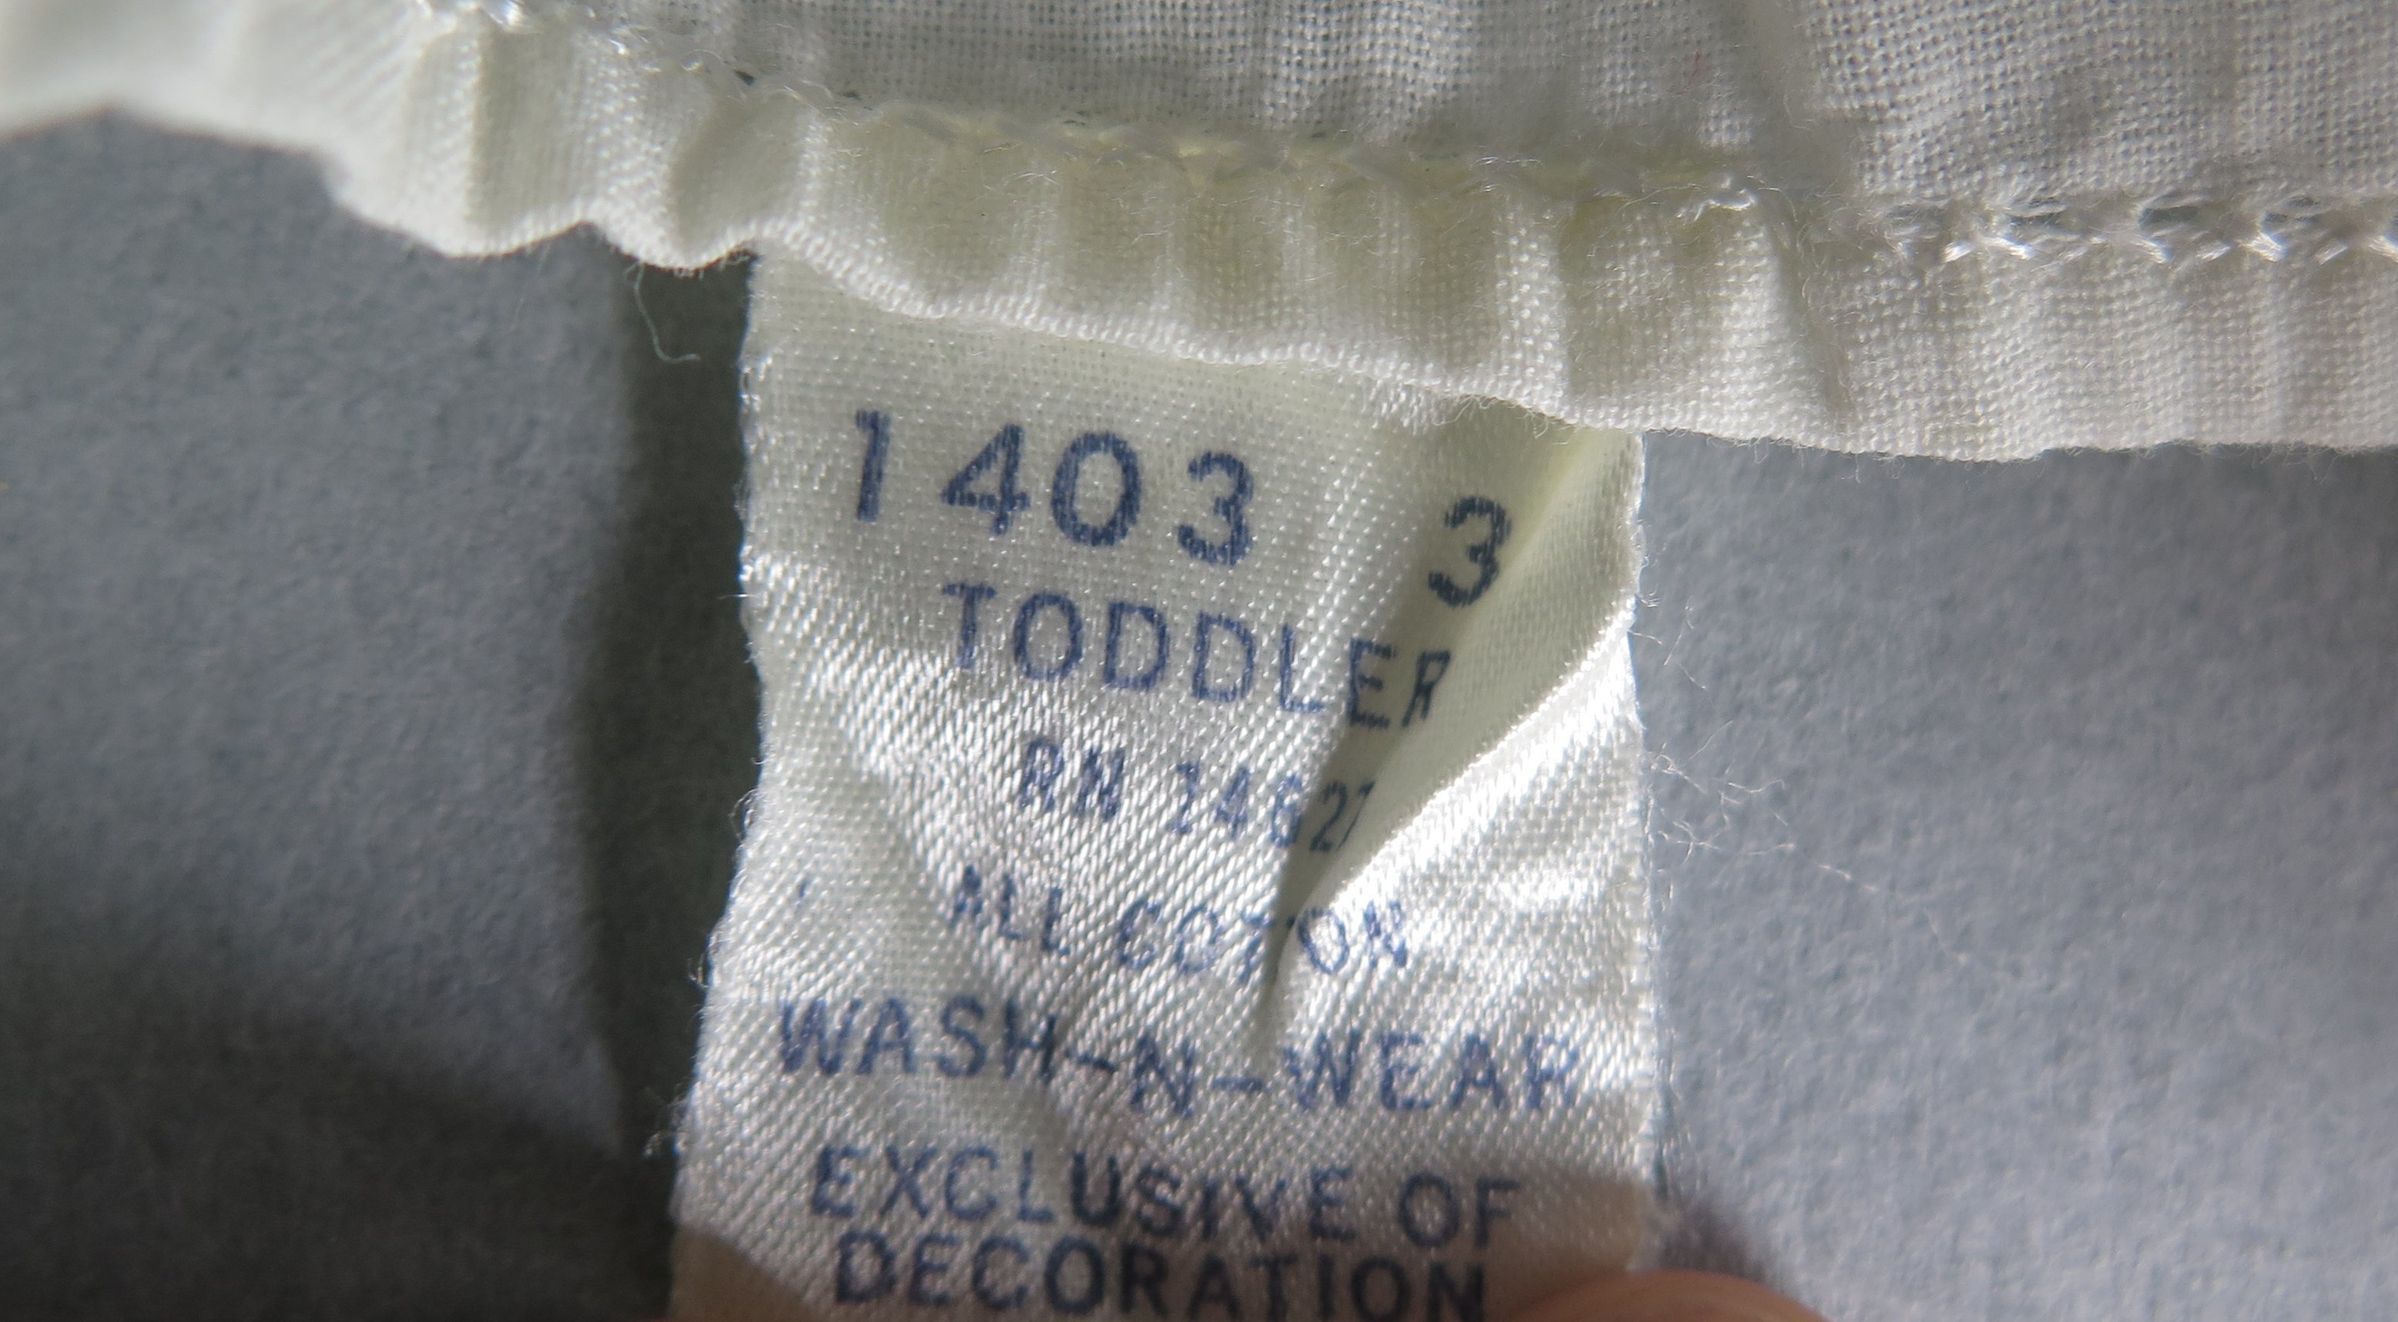 1403 3
TODDLER
RN
ALL COTTON
WASH-N-WEAR
EXCLUSIVE OF
DECORATION